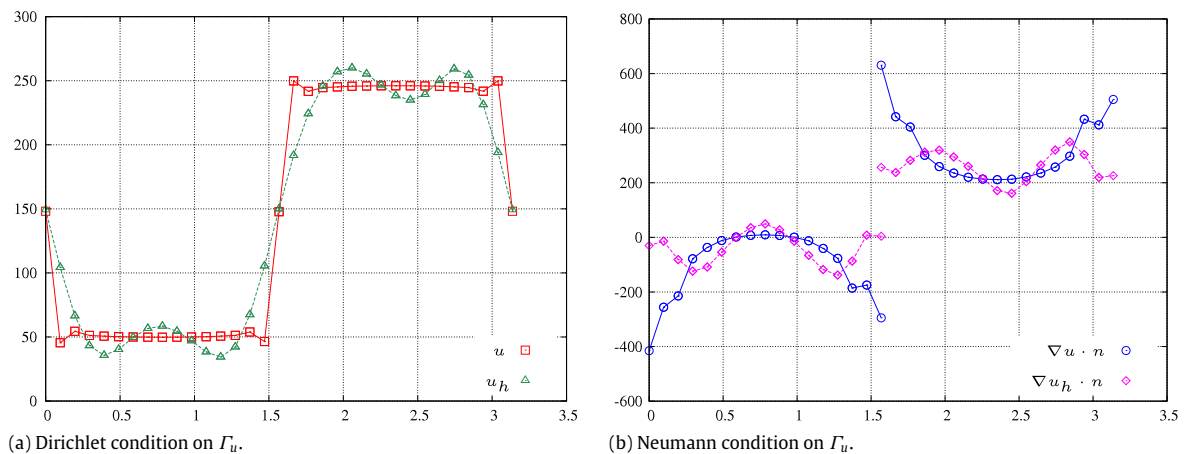 300
250
200
150
100
50
0
0 0.5 1 1.5 2 2.5 3 3.5
u
u_h
(a) Dirichlet condition on Γ_u.
800
600
400
200
0
-200
-400
-600
0 0.5 1 1.5 2 2.5 3 3.5
∇u · n
∇u_h · n
(b) Neumann condition on Γ_u.